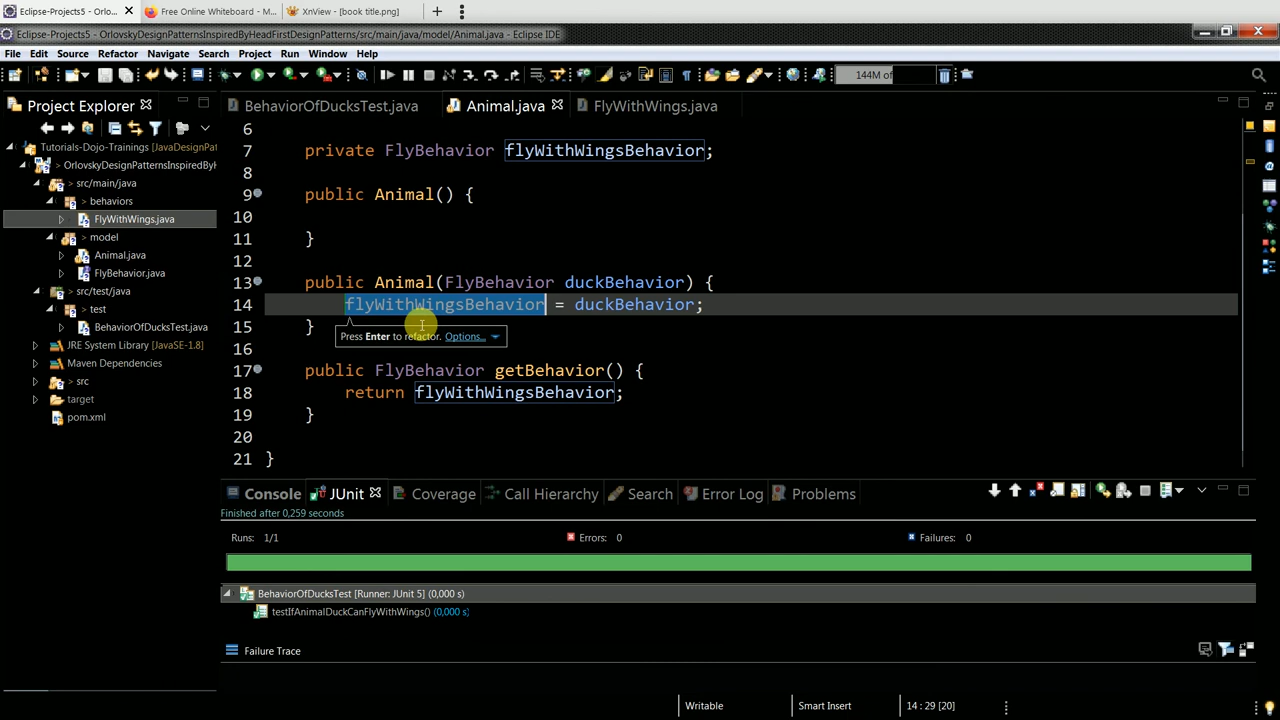 Eclipse-Projects5 - Orlo...
Free Online Whiteboard - M...
XnView - [book title.png]
Eclipse-Projects5 - OrlovskyDesignPatternsInspiredByHeadFirstDesignPatterns/src/main/java/model/Animal.java - Eclipse IDE
File Edit Source Refactor Navigate Search Project Run Window Help
144M of
Project Explorer
BehaviorOfDucksTest.java
Animal.java
FlyWithWings.java
Tutorials-Dojo-Trainings [JavaDesignPat
> OrlovskyDesignPatternsInspiredByH
> src/main/java
> behaviors
FlyWithWings.java
> model
Animal.java
FlyBehavior.java
> src/test/java
> test
BehaviorOfDucksTest.java
JRE System Library [JavaSE-1.8]
Maven Dependencies
> src
target
pom.xml
6
7 private FlyBehavior flyWithWingsBehavior;
8
9 public Animal() {
10
11 }
12
13 public Animal(FlyBehavior duckBehavior) {
14 flyWithWingsBehavior = duckBehavior;
15 }
Press Enter to refactor. Options...
16
17 public FlyBehavior getBehavior() {
18 return flyWithWingsBehavior;
19 }
20
21 }
Console JUnit Coverage Call Hierarchy Search Error Log Problems
Finished after 0,259 seconds
Runs: 1/1 Errors: 0 Failures: 0
BehaviorOfDucksTest [Runner: JUnit 5] (0,000 s)
testIfAnimalDuckCanFlyWithWings() (0,000 s)
Failure Trace
Writable Smart Insert 14 : 29 [20]